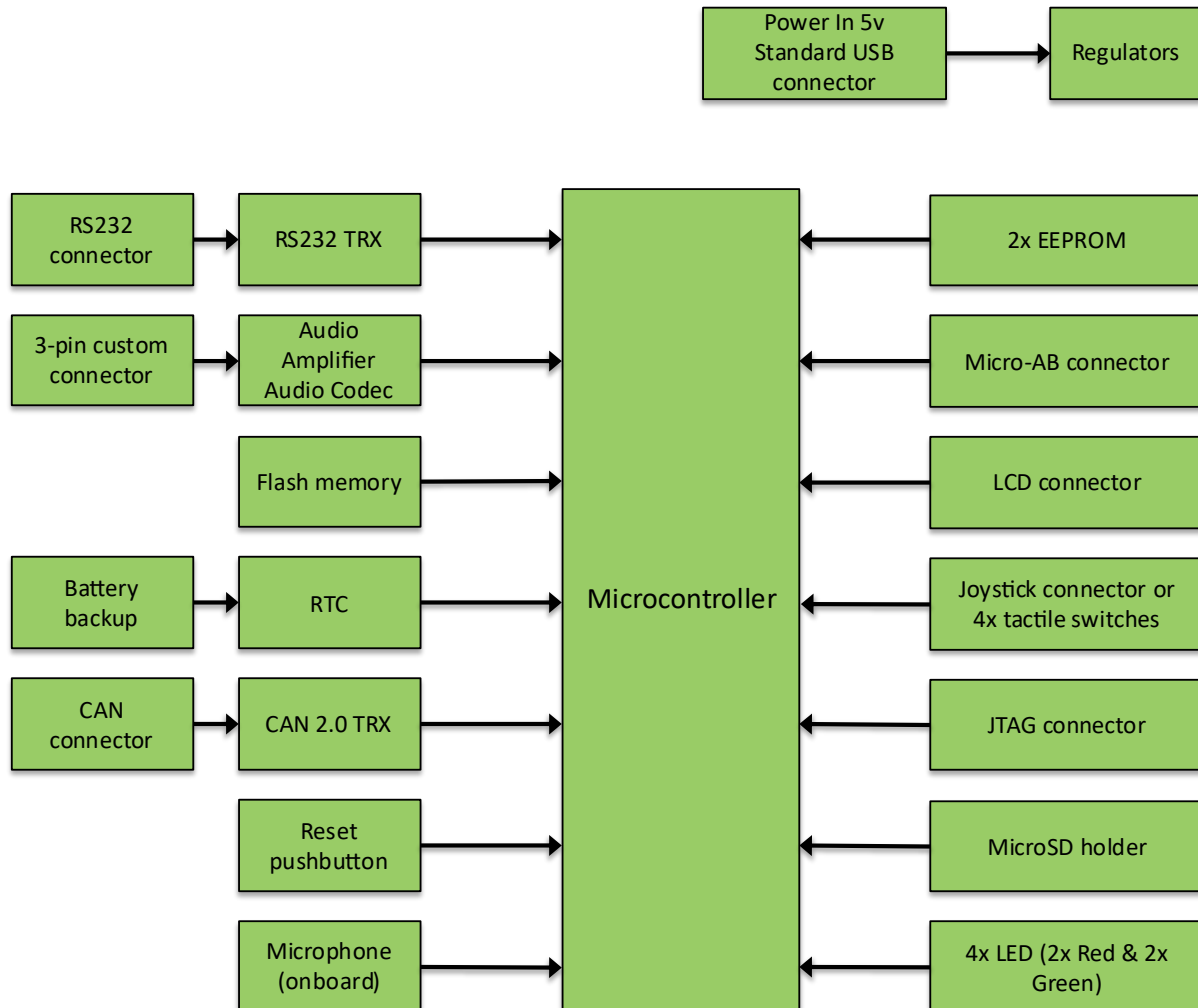 Power In 5v
Standard USB
connector
Regulators
RS232
connector
RS232 TRX
2x EEPROM
3-pin custom
connector
Audio
Amplifier
Audio Codec
Micro-AB connector
Flash memory
LCD connector
Battery
backup
RTC
Microcontroller
Joystick connector or
4x tactile switches
CAN
connector
CAN 2.0 TRX
JTAG connector
Reset
pushbutton
MicroSD holder
Microphone
(onboard)
4x LED (2x Red & 2x
Green)